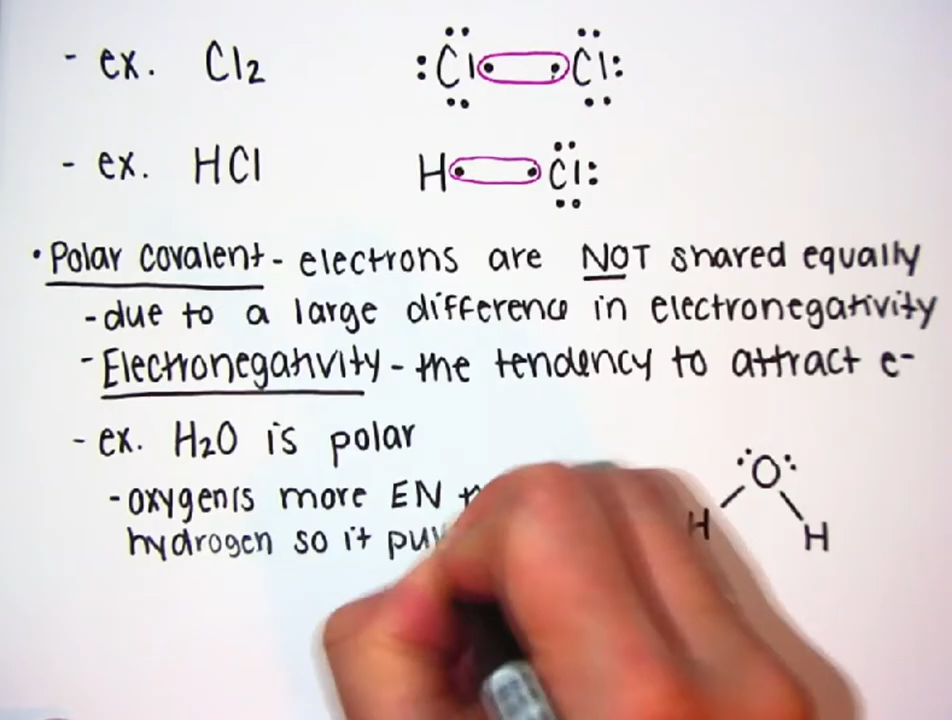 - ex. Cl2 :Cl Cl:
- ex. HCl H Cl:
• Polar covalent - electrons are NOT shared equally
- due to a large difference in electronegativity
- Electronegativity - the tendency to attract e-
- ex. H2O is polar
O
- oxygen is more EN
H H
hydrogen so it